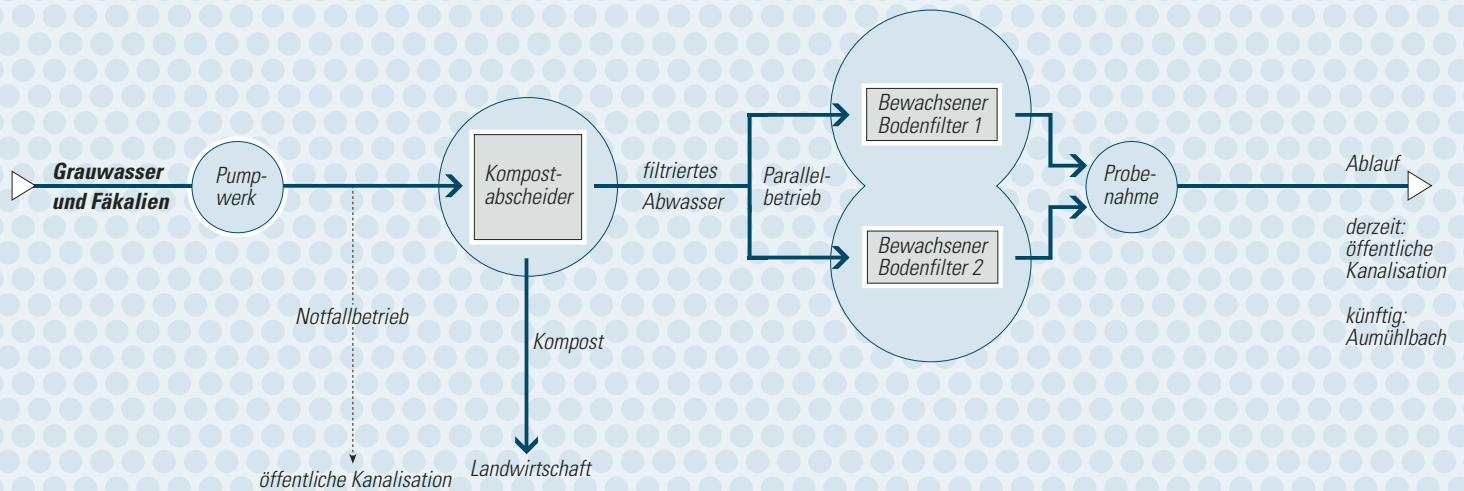 Grauwasser
und Fäkalien
Pump-
werk
Notfallbetrieb
öffentliche Kanalisation
Kompost-
abscheider
Kompost
Landwirtschaft
filtriertes
Abwasser
Parallel-
betrieb
Bewachsener
Bodenfilter 1
Bewachsener
Bodenfilter 2
Probe-
nahme
Ablauf
derzeit:
öffentliche
Kanalisation
künftig:
Aumühlbach